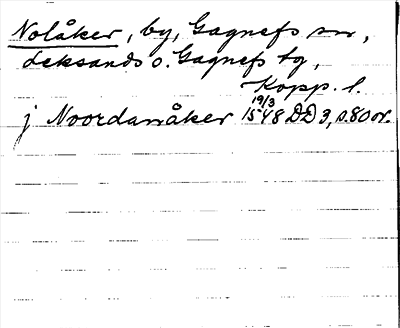 Nolåker, by, Gagnefs sn,
Leksands o. Gagnefs tg,
Kopp. l.
j Noordanåker 19/3 1548 DD 3, s. 80 or.